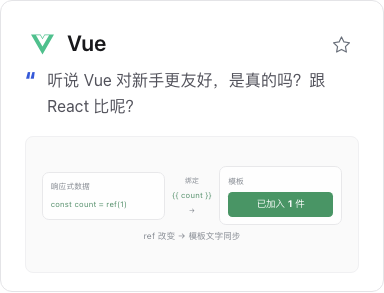 Vue
“ 听说 Vue 对新手更友好，是真的吗？跟
React 比呢？
响应式数据
const count = ref(1)
绑定
{{ count }}
→
模板
已加入 1 件
ref 改变 → 模板文字同步